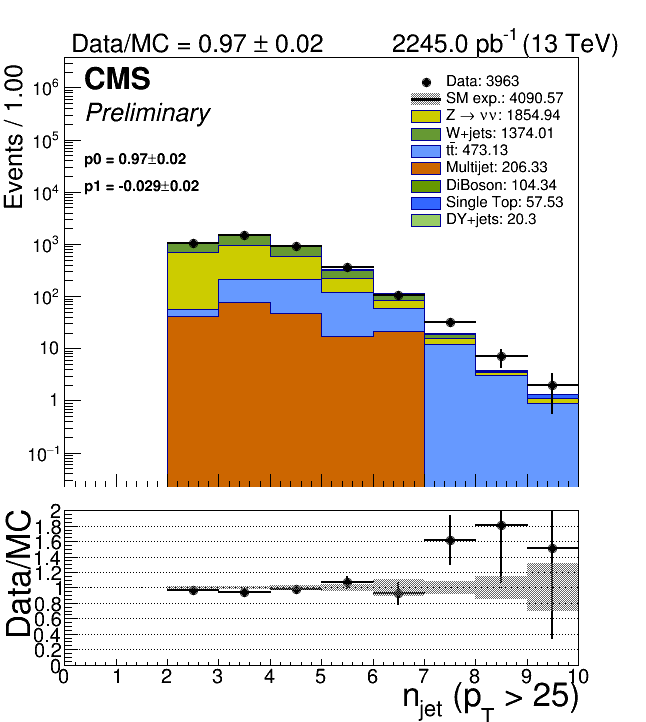 Data/MC = 0.97 ± 0.02 2245.0 pb⁻¹ (13 TeV)
CMS
Preliminary
p0 = 0.97±0.02
p1 = -0.029±0.02
Data: 3963
SM exp.: 4090.57
Z → νν: 1854.94
W+jets: 1374.01
tt̄: 473.13
Multijet: 206.33
DiBoson: 104.34
Single Top: 57.53
DY+jets: 20.3
Events / 1.00
10⁶
10⁵
10⁴
10³
10²
10
1
10⁻¹
Data/MC
2
1.8
1.6
1.4
1.2
1
0.8
0.6
0.4
0.2
0
0 1 2 3 4 5 6 7 8 9 10
n_jet (p_T > 25)